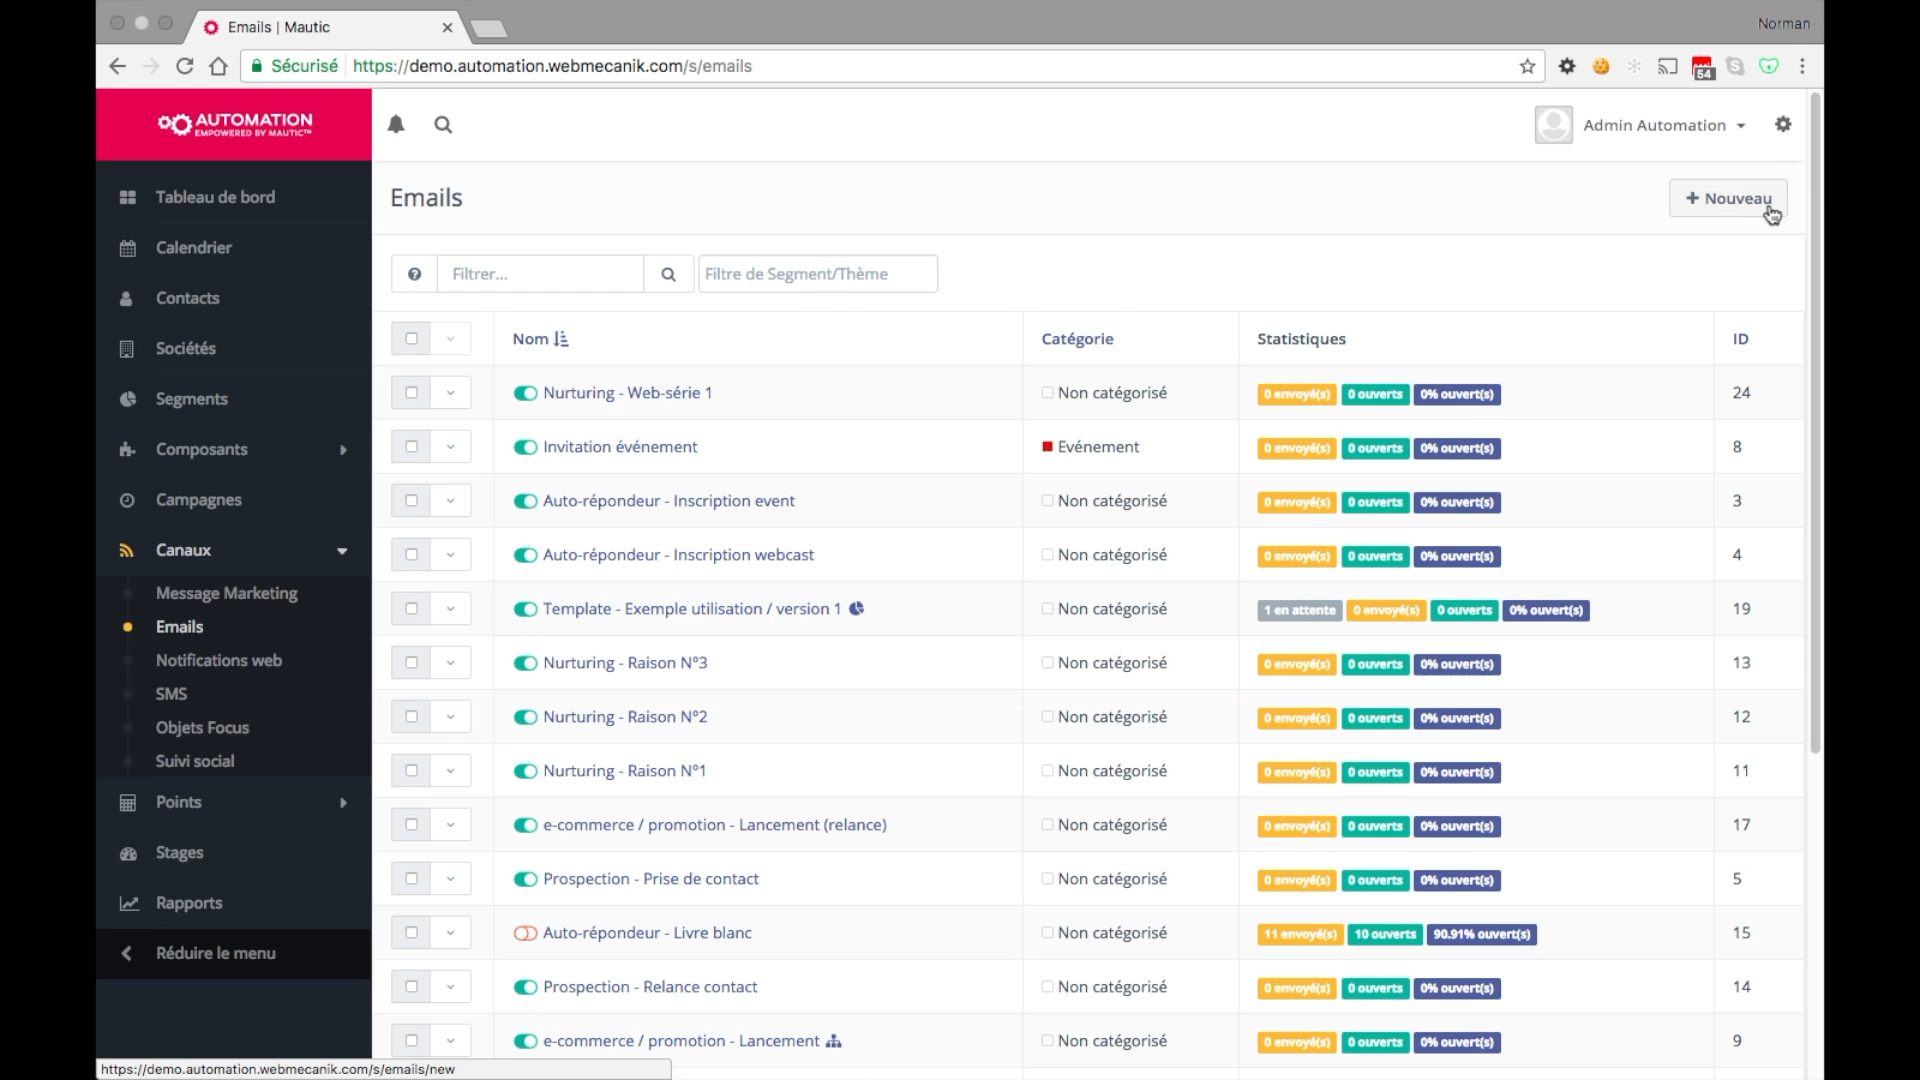 Emails | Mautic
Norman
Sécurisé https://demo.automation.webmecanik.com/s/emails
54
AUTOMATION
EMPOWERED BY MAUTIC™
Admin Automation
Tableau de bord
Calendrier
Contacts
Sociétés
Segments
Composants
Campagnes
Canaux
Message Marketing
Emails
Notifications web
SMS
Objets Focus
Suivi social
Points
Stages
Rapports
Réduire le menu
Emails
+ Nouveau
Filtrer...
Filtre de Segment/Thème
Nom Catégorie Statistiques ID
Nurturing - Web-série 1 Non catégorisé 0 envoyé(s) 0 ouverts 0% ouvert(s) 24
Invitation événement Evénement 0 envoyé(s) 0 ouverts 0% ouvert(s) 8
Auto-répondeur - Inscription event Non catégorisé 0 envoyé(s) 0 ouverts 0% ouvert(s) 3
Auto-répondeur - Inscription webcast Non catégorisé 0 envoyé(s) 0 ouverts 0% ouvert(s) 4
Template - Exemple utilisation / version 1 Non catégorisé 1 en attente 0 envoyé(s) 0 ouverts 0% ouvert(s) 19
Nurturing - Raison N°3 Non catégorisé 0 envoyé(s) 0 ouverts 0% ouvert(s) 13
Nurturing - Raison N°2 Non catégorisé 0 envoyé(s) 0 ouverts 0% ouvert(s) 12
Nurturing - Raison N°1 Non catégorisé 0 envoyé(s) 0 ouverts 0% ouvert(s) 11
e-commerce / promotion - Lancement (relance) Non catégorisé 0 envoyé(s) 0 ouverts 0% ouvert(s) 17
Prospection - Prise de contact Non catégorisé 0 envoyé(s) 0 ouverts 0% ouvert(s) 5
Auto-répondeur - Livre blanc Non catégorisé 11 envoyé(s) 10 ouverts 90.91% ouvert(s) 15
Prospection - Relance contact Non catégorisé 0 envoyé(s) 0 ouverts 0% ouvert(s) 14
e-commerce / promotion - Lancement Non catégorisé 0 envoyé(s) 0 ouverts 0% ouvert(s) 9
https://demo.automation.webmecanik.com/s/emails/new